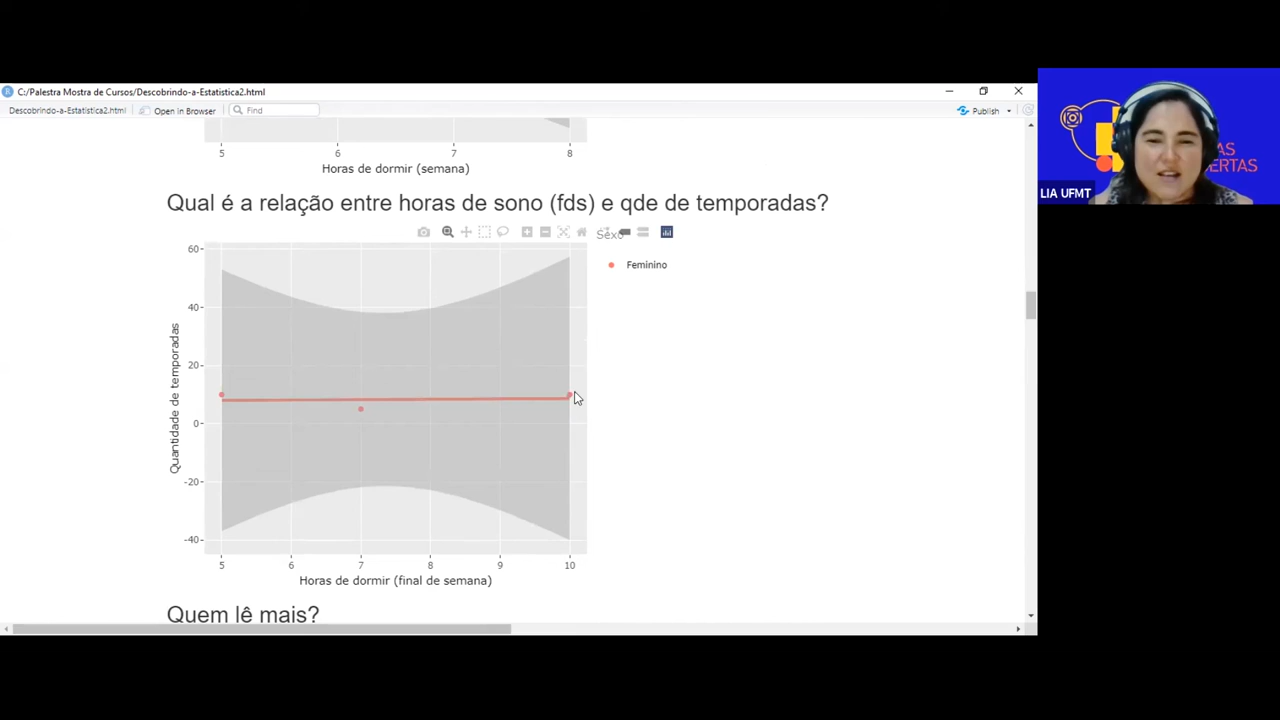 C:/Palestra Mostra de Cursos/Descobrindo-a-Estatistica2.html
Descobrindo-a-Estatistica2.html Open in Browser Find Publish
5 6 7 8
Horas de dormir (semana)
Qual é a relação entre horas de sono (fds) e qde de temporadas?
Sexo
Feminino
60
40
20
0
-20
-40
Quantidade de temporadas
5 6 7 8 9 10
Horas de dormir (final de semana)
Quem lê mais?
AS
ERTAS
LIA UFMT